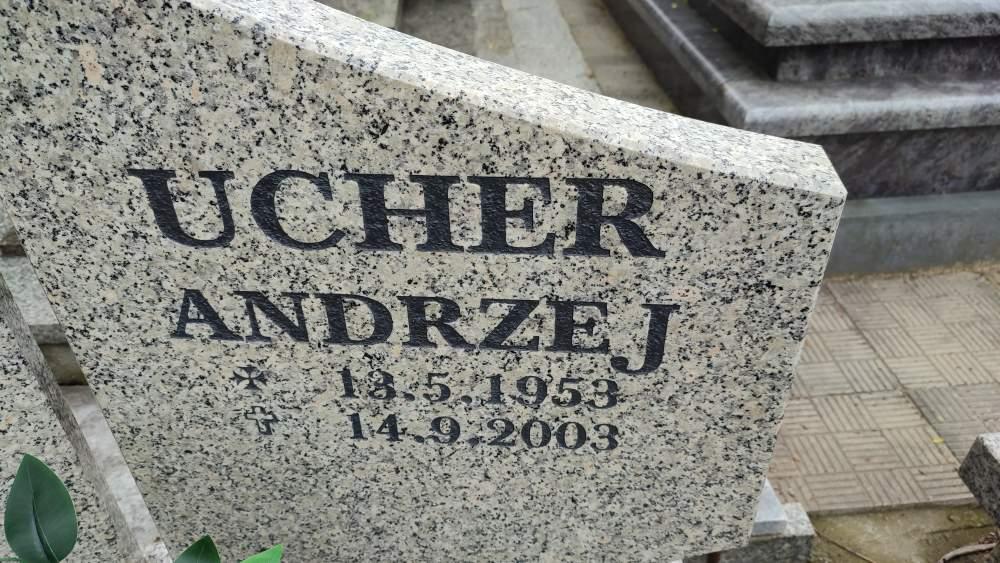 UCHER
ANDRZEJ
13.5.1953
14.9.2003